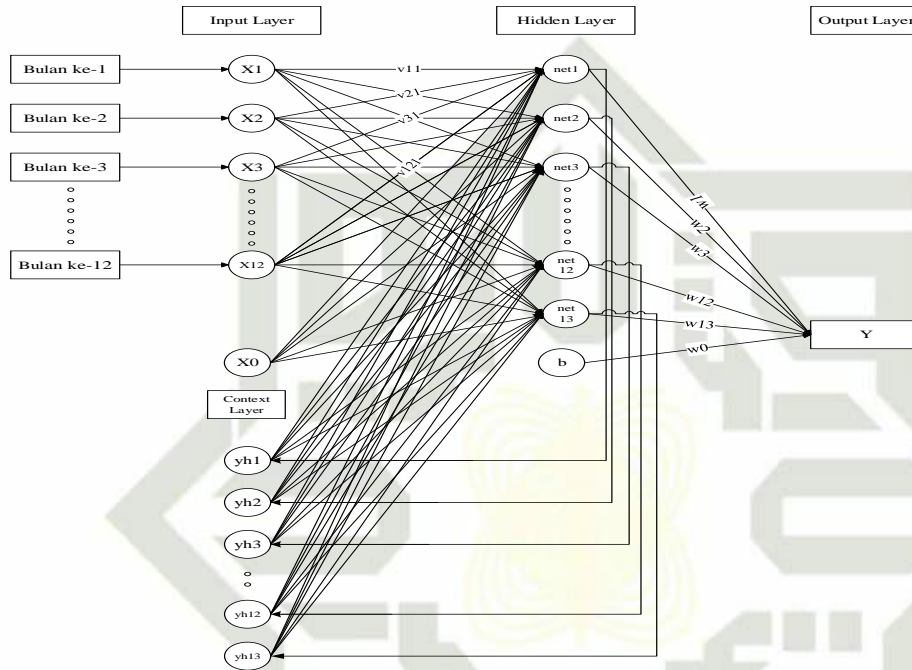 Input Layer
Hidden Layer
Output Layer
Bulan ke-1
X1
v11
net1
v21
Bulan ke-2
X2
net2
v31
Bulan ke-3
X3
v121
net3
w1
w2
w3
Bulan ke-12
X12
net
12
w12
net
13
w13
Y
X0
b
w0
Context
Layer
yh1
yh2
yh3
yh12
yh13